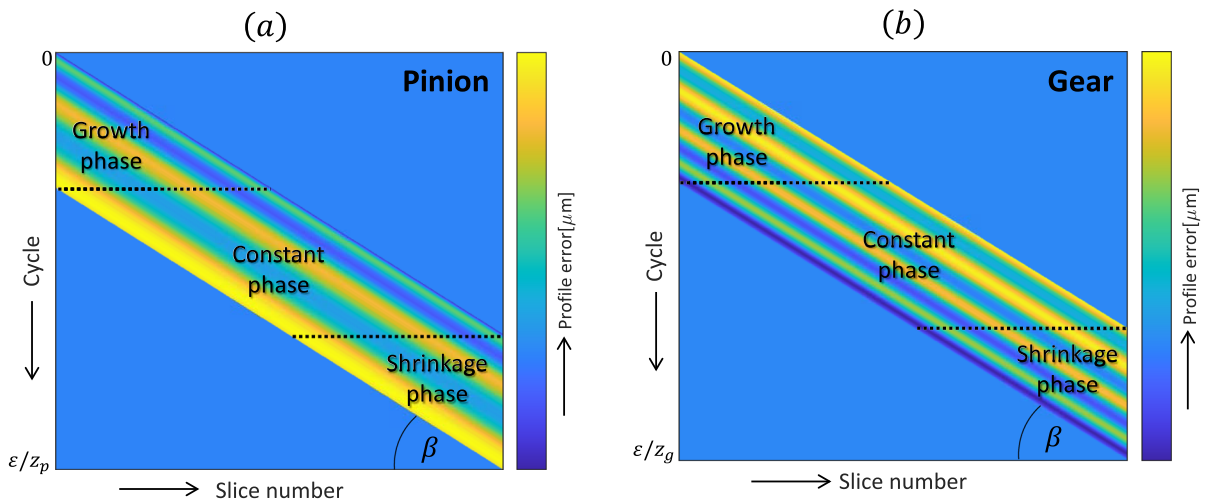 (a)
0
Pinion
Growth
phase
Constant
phase
Shrinkage
phase
Cycle
β
ε/z_p
Slice number
Profile error[μm]
(b)
0
Gear
Growth
phase
Constant
phase
Shrinkage
phase
Cycle
β
ε/z_g
Slice number
Profile error[μm]